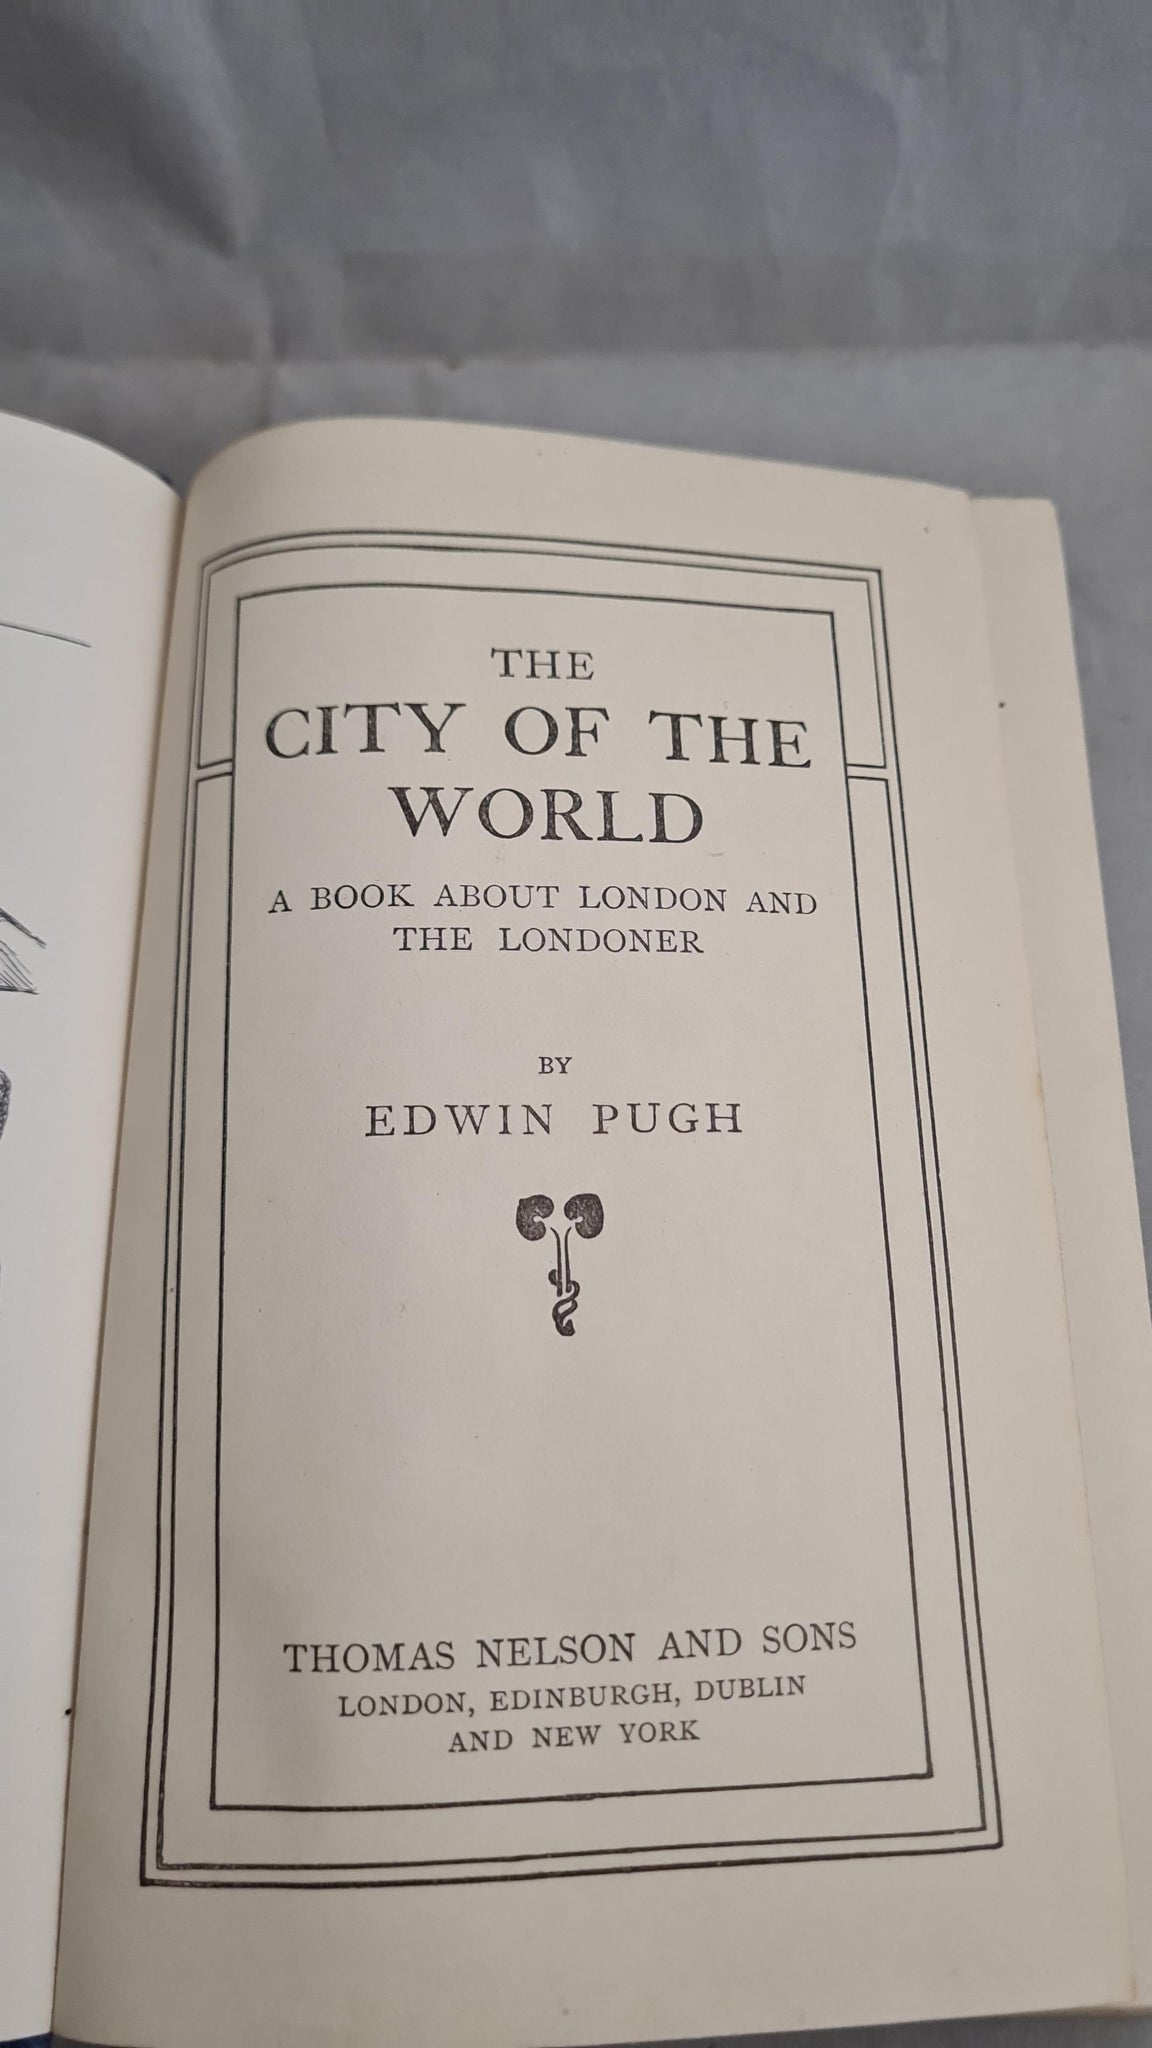 THE
CITY OF THE
WORLD
A BOOK ABOUT LONDON AND
THE LONDONER
BY
EDWIN PUGH
THOMAS NELSON AND SONS
LONDON, EDINBURGH, DUBLIN
AND NEW YORK